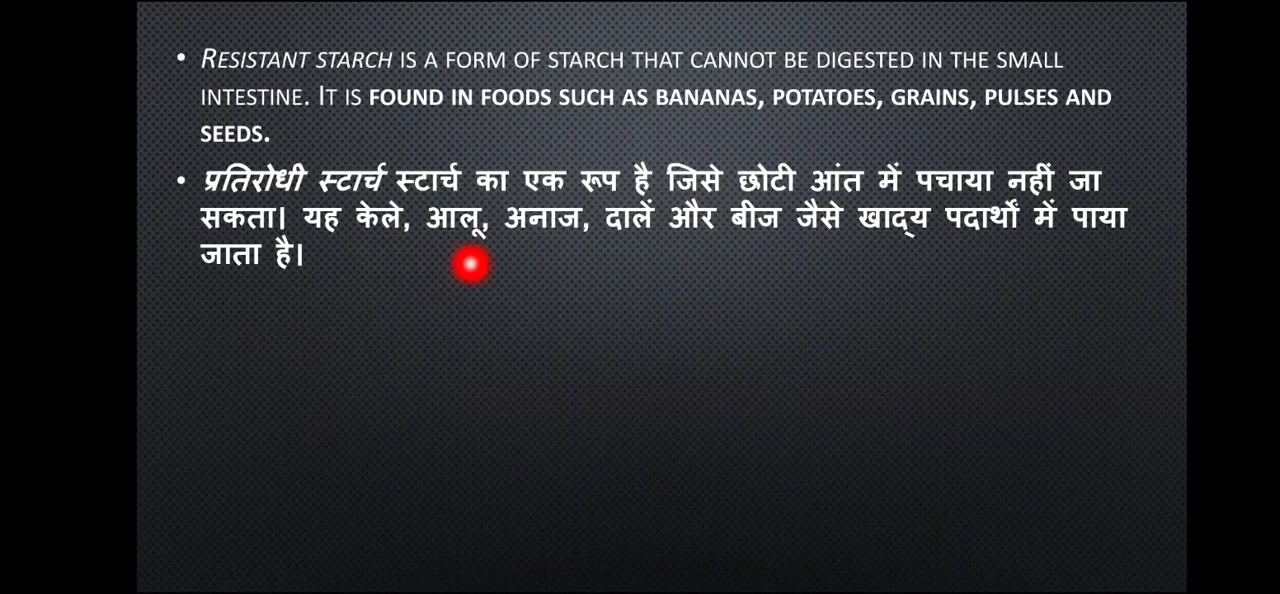 • RESISTANT STARCH IS A FORM OF STARCH THAT CANNOT BE DIGESTED IN THE SMALL
INTESTINE. IT IS FOUND IN FOODS SUCH AS BANANAS, POTATOES, GRAINS, PULSES AND
SEEDS.
• प्रतिरोधी स्टार्च स्टार्च का एक रूप है जिसे छोटी आंत में पचाया नहीं जा
सकता। यह केले, आलू, अनाज, दालें और बीज जैसे खाद्य पदार्थों में पाया
जाता है।